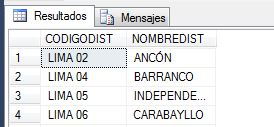 Resultados Mensajes
CODIGODIST NOMBREDIST
1 LIMA 02 ANCÓN
2 LIMA 04 BARRANCO
3 LIMA 05 INDEPENDE...
4 LIMA 06 CARABAYLLO